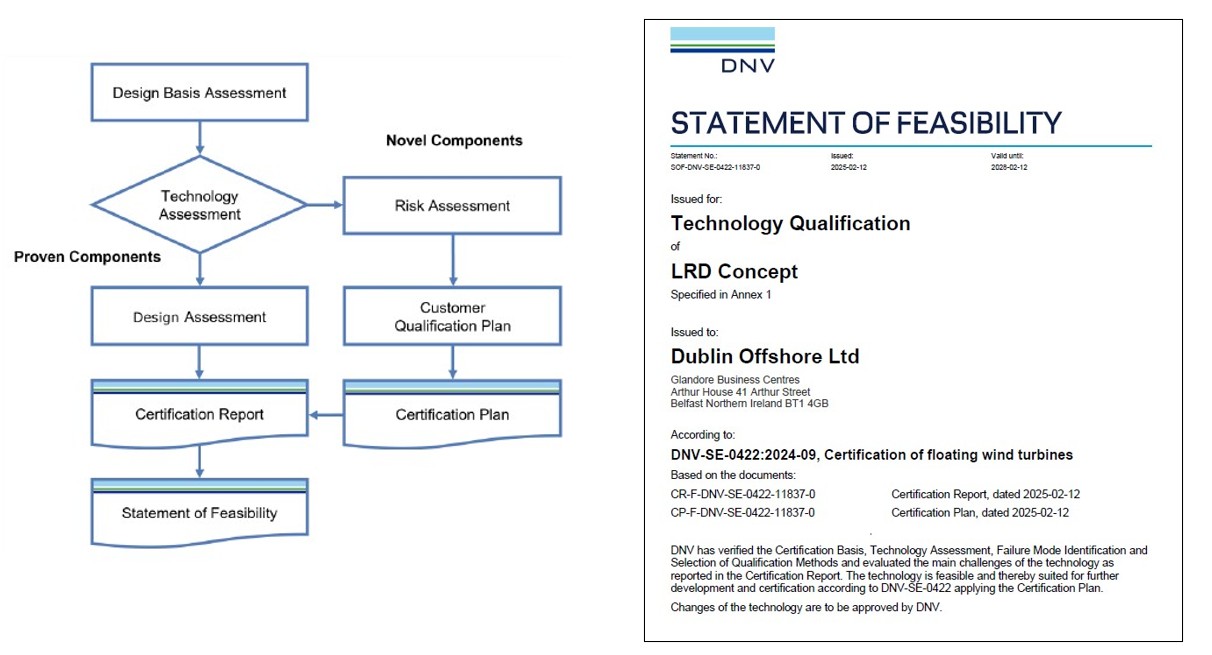 Design Basis Assessment
Novel Components
Technology
Assessment
Risk Assessment
Proven Components
Design Assessment
Customer
Qualification Plan
Certification Report
Certification Plan
Statement of Feasibility
DNV
STATEMENT OF FEASIBILITY
Statement No.: Issued: Valid until:
SOF-DNV-SE-0422-11837-0 2025-02-12 2028-02-12
Issued for:
Technology Qualification
of
LRD Concept
Specified in Annex 1
Issued to:
Dublin Offshore Ltd
Glandore Business Centres
Arthur House 41 Arthur Street
Belfast Northern Ireland BT1 4GB
According to:
DNV-SE-0422:2024-09, Certification of floating wind turbines
Based on the documents:
CR-F-DNV-SE-0422-11837-0 Certification Report, dated 2025-02-12
CP-F-DNV-SE-0422-11837-0 Certification Plan, dated 2025-02-12
DNV has verified the Certification Basis, Technology Assessment, Failure Mode Identification and
Selection of Qualification Methods and evaluated the main challenges of the technology as
reported in the Certification Report. The technology is feasible and thereby suited for further
development and certification according to DNV-SE-0422 applying the Certification Plan.
Changes of the technology are to be approved by DNV.